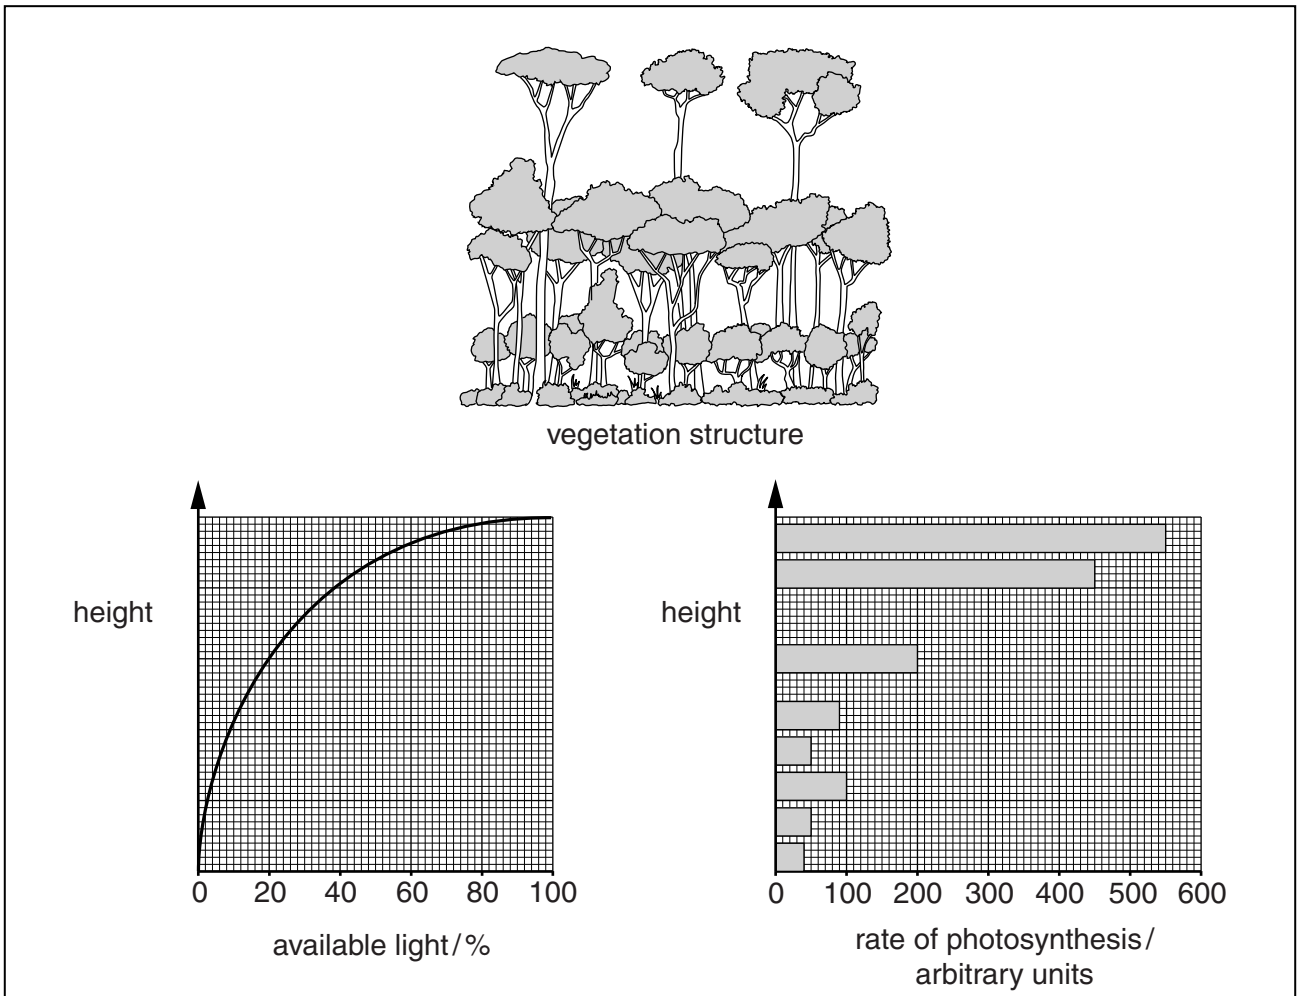 vegetation structure
height
0 20 40 60 80 100
available light / %
height
0 100 200 300 400 500 600
rate of photosynthesis /
arbitrary units